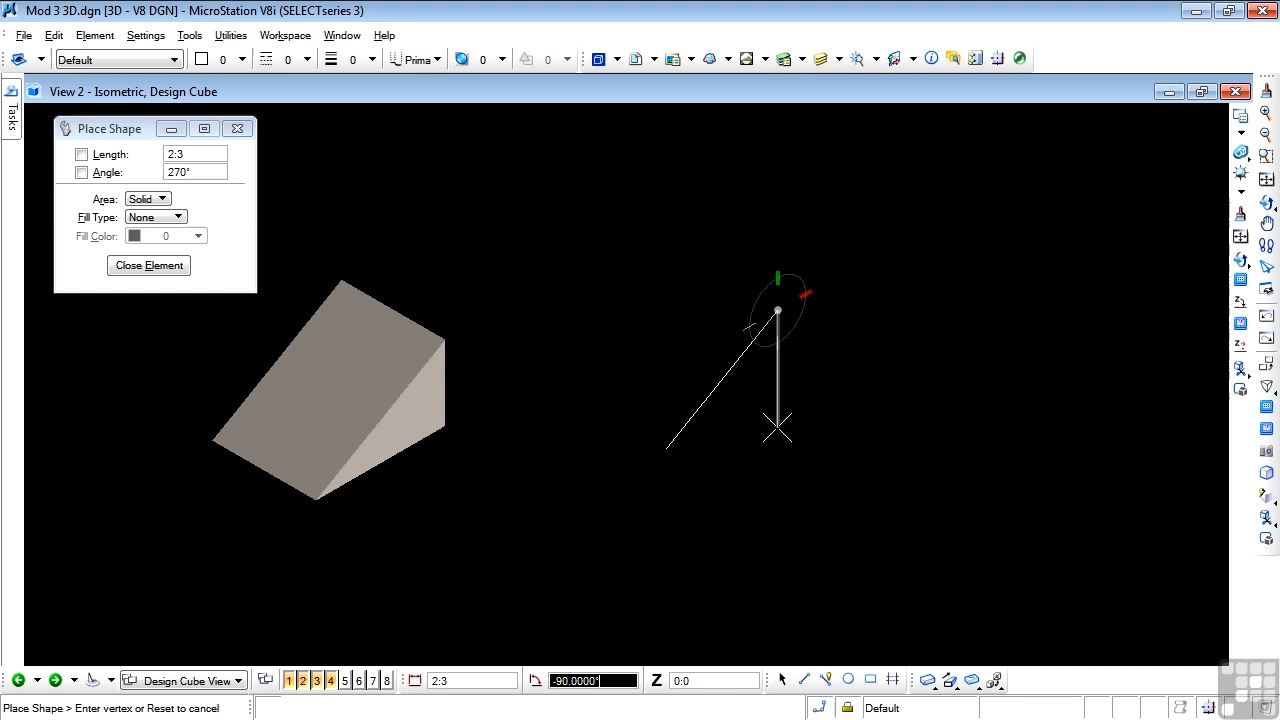 Mod 3 3D.dgn [3D - V8 DGN] - MicroStation V8i (SELECTseries 3)
File Edit Element Settings Tools Utilities Workspace Window Help
Default 0 0 0 Prima 0 0
View 2 - Isometric, Design Cube
Tasks
Place Shape
Length: 2:3
Angle: 270°
Area: Solid
Fill Type: None
Fill Color: 0
Close Element
Design Cube View 1 2 3 4 5 6 7 8 2:3 -90.0000° Z 0:0
Place Shape > Enter vertex or Reset to cancel Default